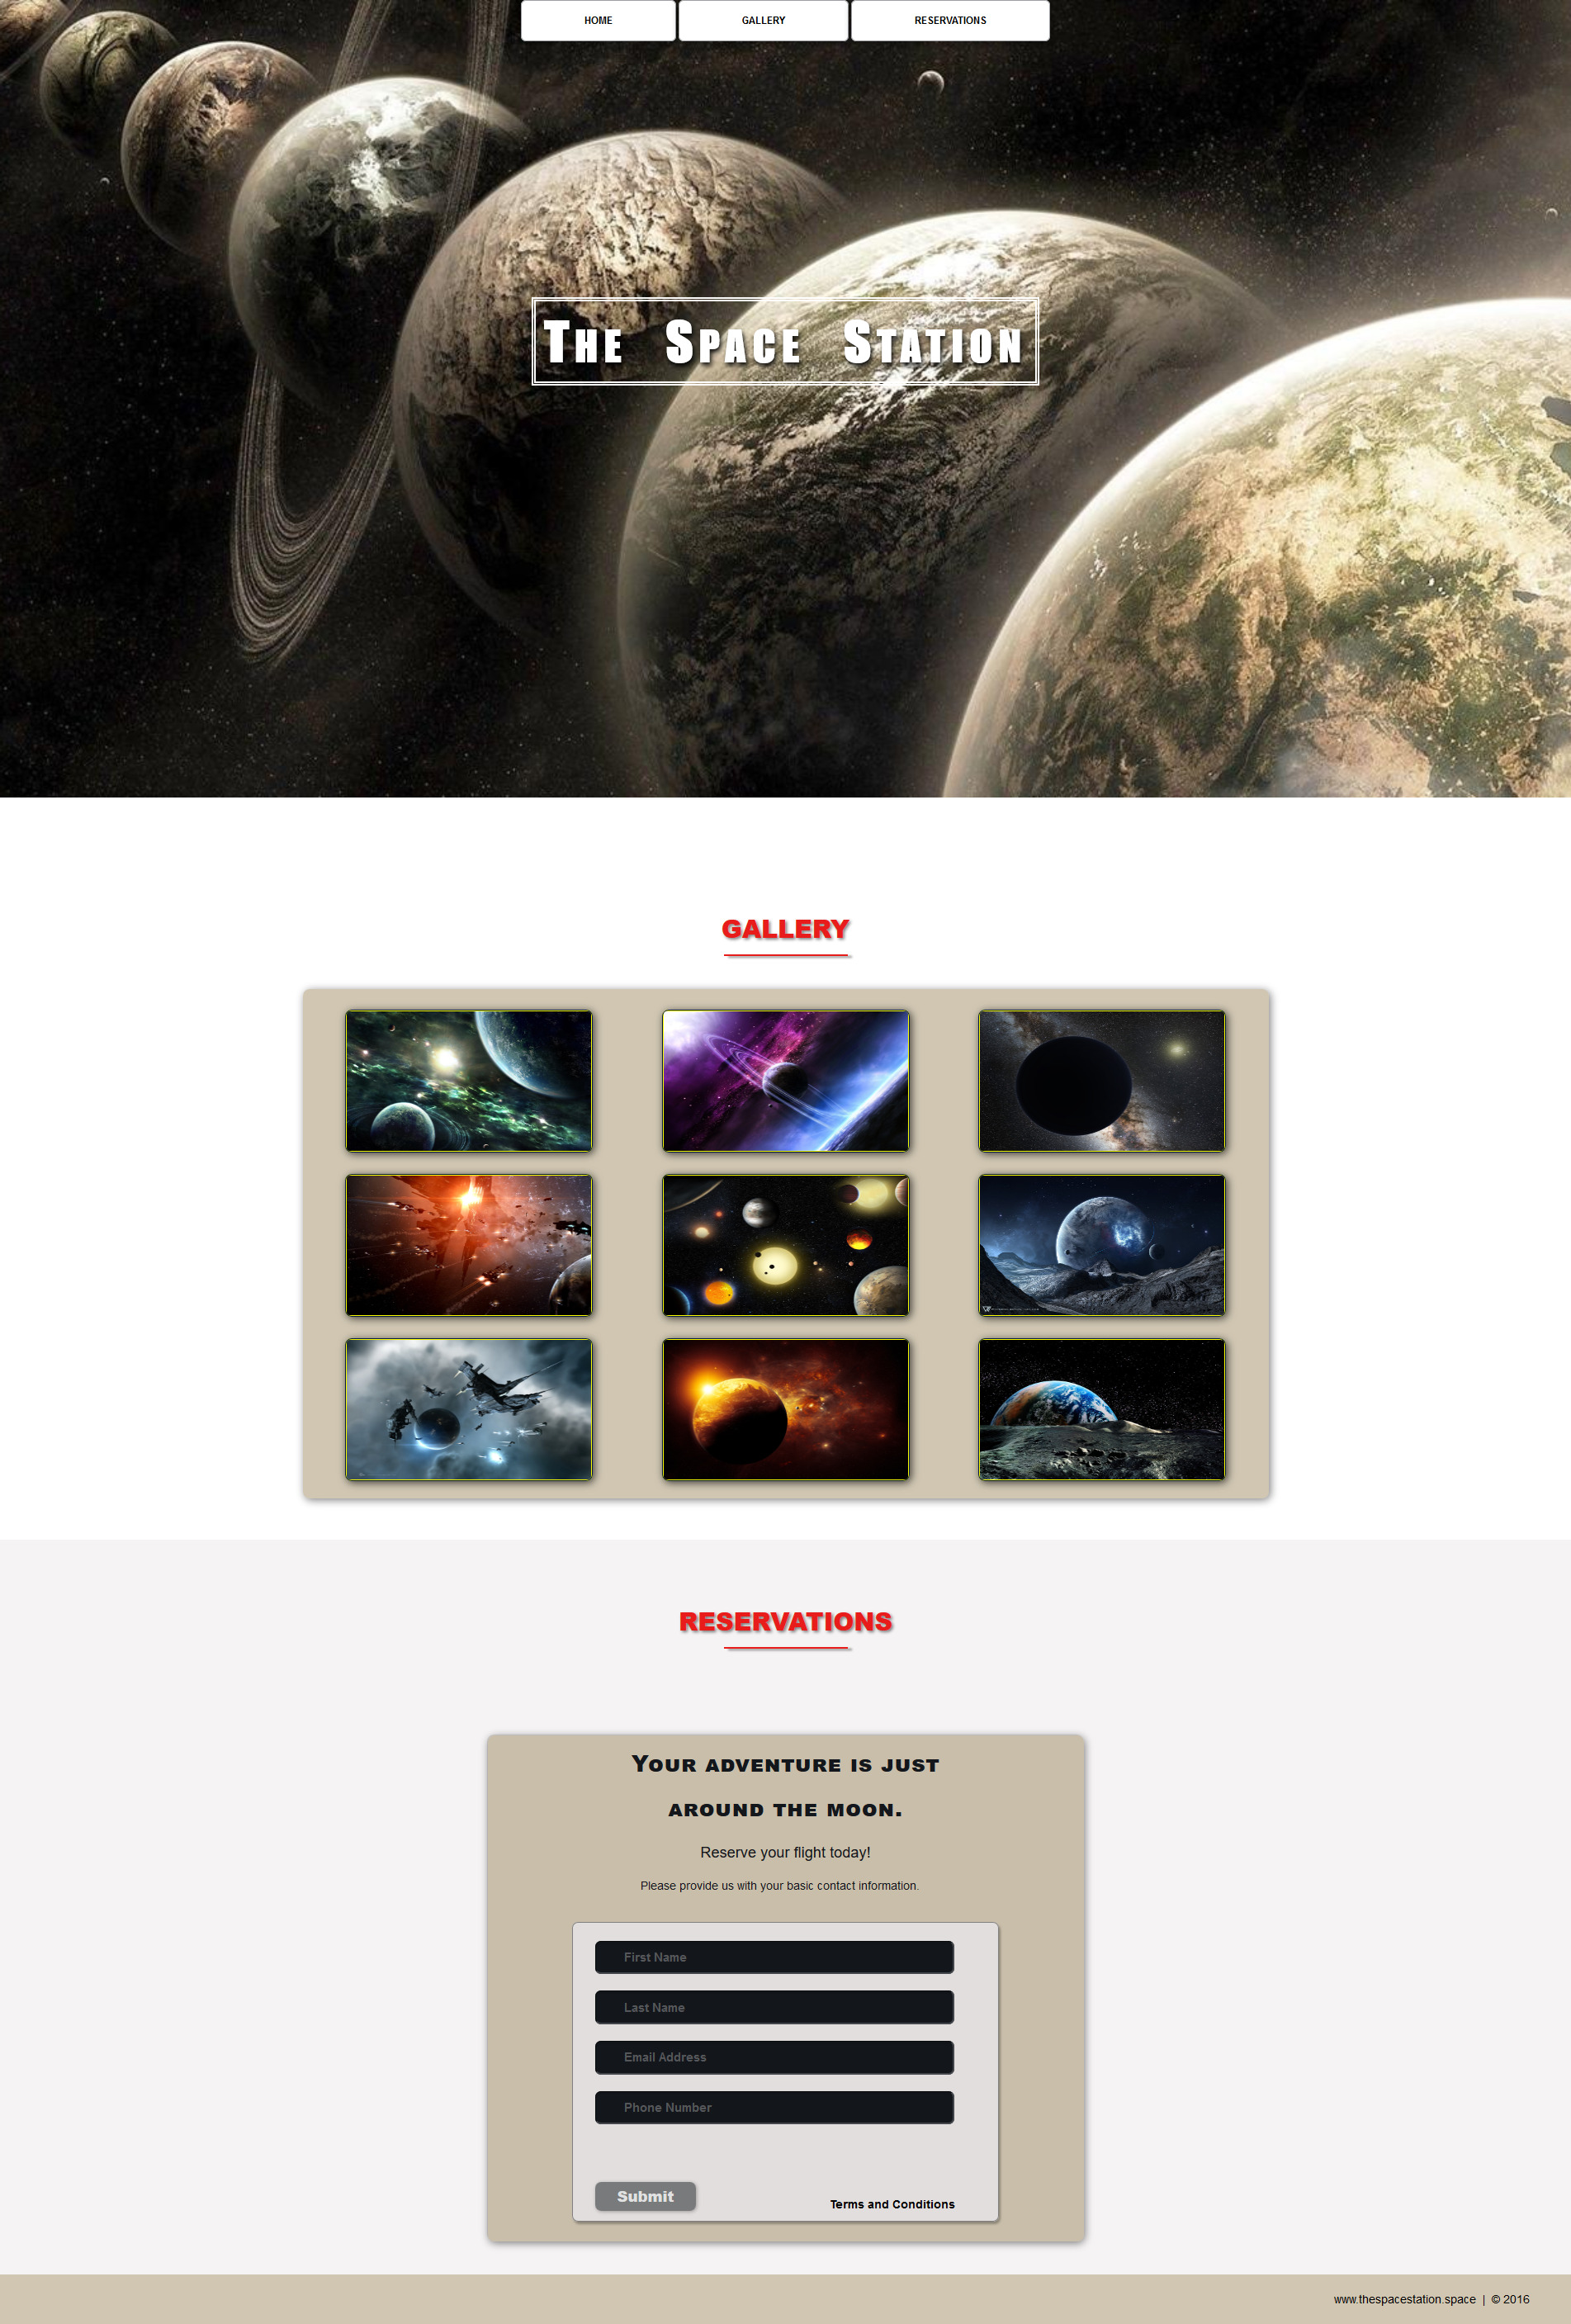 HOME
GALLERY
RESERVATIONS
The Space Station
GALLERY
RESERVATIONS
Your adventure is just
around the moon.
Reserve your flight today!
Please provide us with your basic contact information.
First Name
Last Name
Email Address
Phone Number
Submit
Terms and Conditions
www.thespacestation.space | © 2016